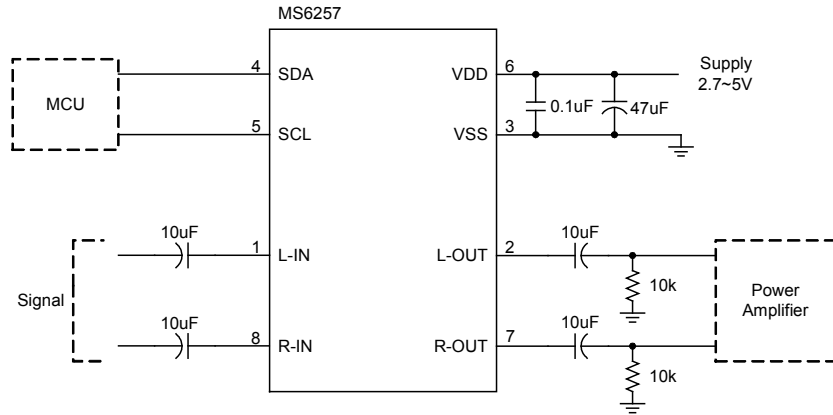 MS6257
4 SDA
VDD 6
Supply
2.7~5V
MCU
0.1uF
47uF
5 SCL
VSS 3
10uF
1 L-IN
L-OUT 2
10uF
10k
Signal
Power
Amplifier
10uF
8 R-IN
R-OUT 7
10uF
10k